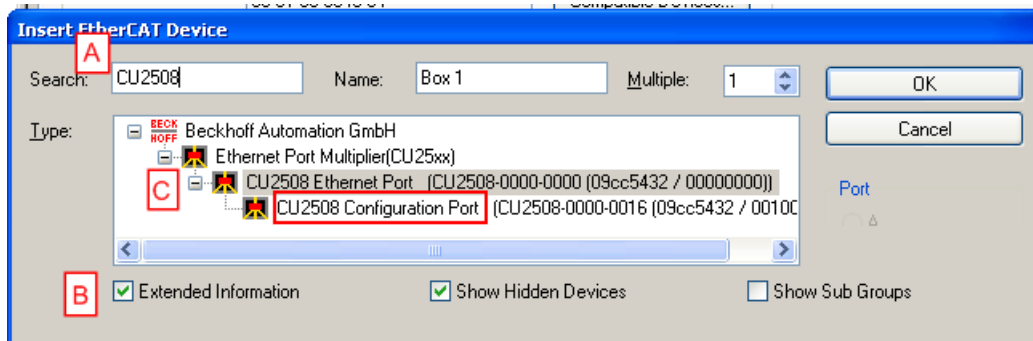 Insert EtherCAT Device
A
Search:
CU2508
Name:
Box 1
Multiple:
1
OK
Type:
BECK
HOFF
Beckhoff Automation GmbH
Cancel
Ethernet Port Multiplier(CU25xx)
C
CU2508 Ethernet Port (CU2508-0000-0000 (09cc5432 / 00000000))
Port
CU2508 Configuration Port (CU2508-0000-0016 (09cc5432 / 00100
B
Extended Information
Show Hidden Devices
Show Sub Groups